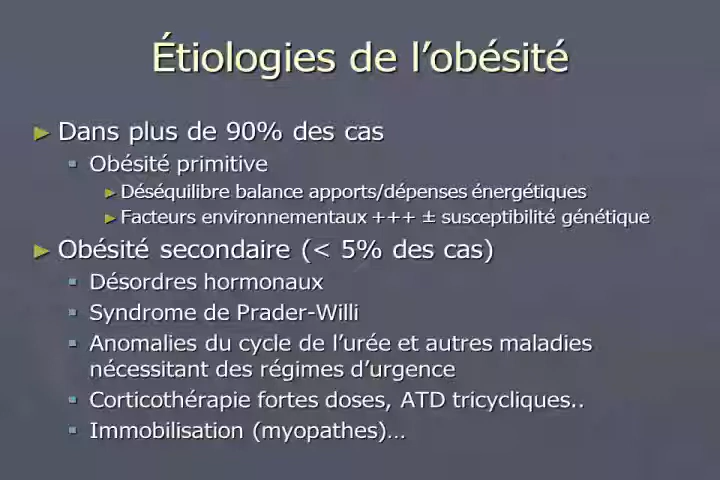 Étiologies de l’obésité
Dans plus de 90% des cas
Obésité primitive
Déséquilibre balance apports/dépenses énergétiques
Facteurs environnementaux +++ ± susceptibilité génétique
Obésité secondaire (< 5% des cas)
Désordres hormonaux
Syndrome de Prader-Willi
Anomalies du cycle de l’urée et autres maladies
nécessitant des régimes d’urgence
Corticothérapie fortes doses, ATD tricycliques..
Immobilisation (myopathes)…